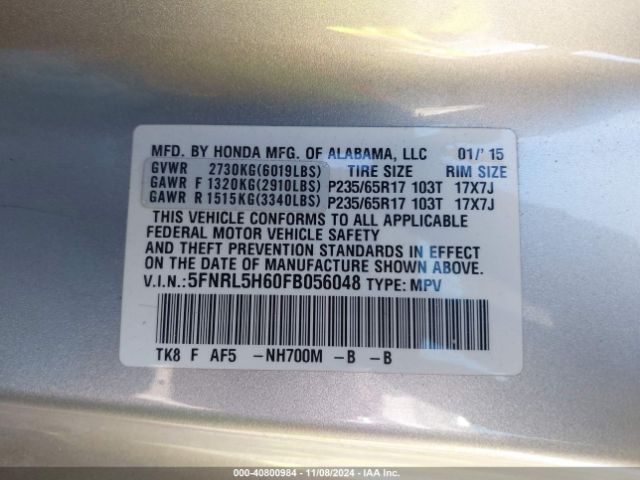 MFD. BY HONDA MFG. OF ALABAMA, LLC 01/'15
GVWR 2730KG(6019LBS) TIRE SIZE RIM SIZE
GAWR F 1320KG(2910LBS) P235/65R17 103T 17X7J
GAWR R 1515KG(3340LBS) P235/65R17 103T 17X7J
THIS VEHICLE CONFORMS TO ALL APPLICABLE
FEDERAL MOTOR VEHICLE SAFETY
AND THEFT PREVENTION STANDARDS IN EFFECT
ON THE DATE OF MANUFACTURE SHOWN ABOVE.
V.I.N.:5FNRL5H60FB056048 TYPE: MPV
TK8 F AF5 -NH700M -B -B
000-40800984 - 11/08/2024 - IAA Inc.